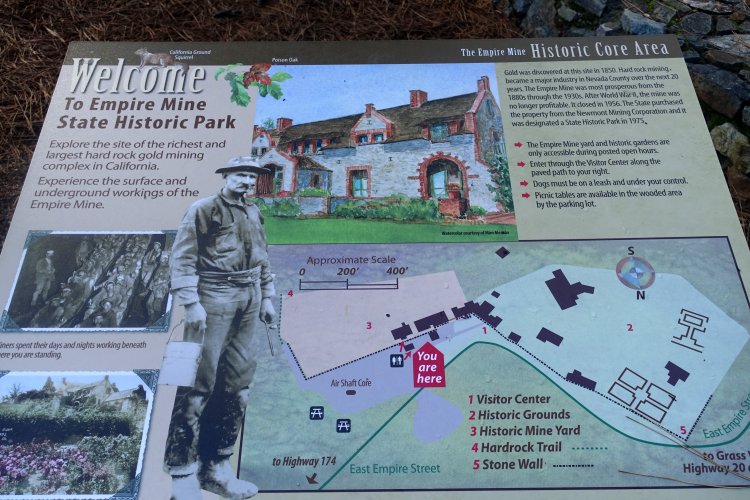 California Ground
Squirrel
Poison Oak
The Empire Mine Historic Core Area
Welcome
To Empire Mine
State Historic Park
Explore the site of the richest and
largest hard rock gold mining
complex in California.
Experience the surface and
underground workings of the
Empire Mine.
Gold was discovered at this site in 1850. Hard rock mining
became a major industry in Nevada County over the next 20
years. The Empire Mine was most prosperous from the
1880s through the 1930s. After World War II, the mine was
no longer profitable. It closed in 1956. The State purchased
the property from the Newmont Mining Corporation and it
was designated a State Historic Park in 1975.
The Empire Mine yard and historic gardens are
only accessible during posted open hours.
Enter through the Visitor Center along the
paved path to your right.
Dogs must be on a leash and under your control.
Picnic tables are available in the wooded area
by the parking lot.
Watercolor courtesy of
iners spent their days and nights working beneath
here you are standing.
Approximate Scale
0 200' 400'
S
N
4
3
1
2
5
Air Shaft Core
You
are
here
1 Visitor Center
2 Historic Grounds
3 Historic Mine Yard
4 Hardrock Trail
5 Stone Wall
to Highway 174
East Empire Street
East Empire Str
to Grass V
Highway 20